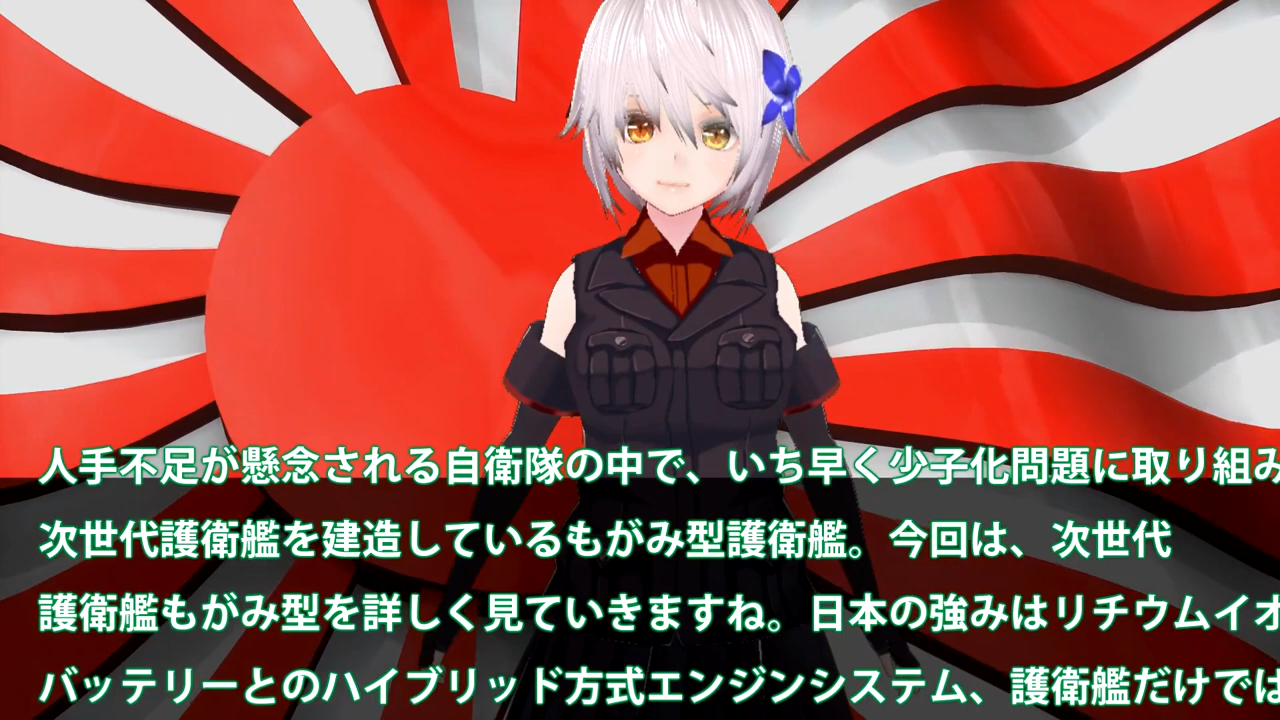 人手不足が懸念される自衛隊の中で、いち早く少子化問題に取り組み
次世代護衛艦を建造しているもがみ型護衛艦。今回は、次世代
護衛艦もがみ型を詳しく見ていきますね。日本の強みはリチウムイオ
バッテリーとのハイブリッド方式エンジンシステム、護衛艦だけでは